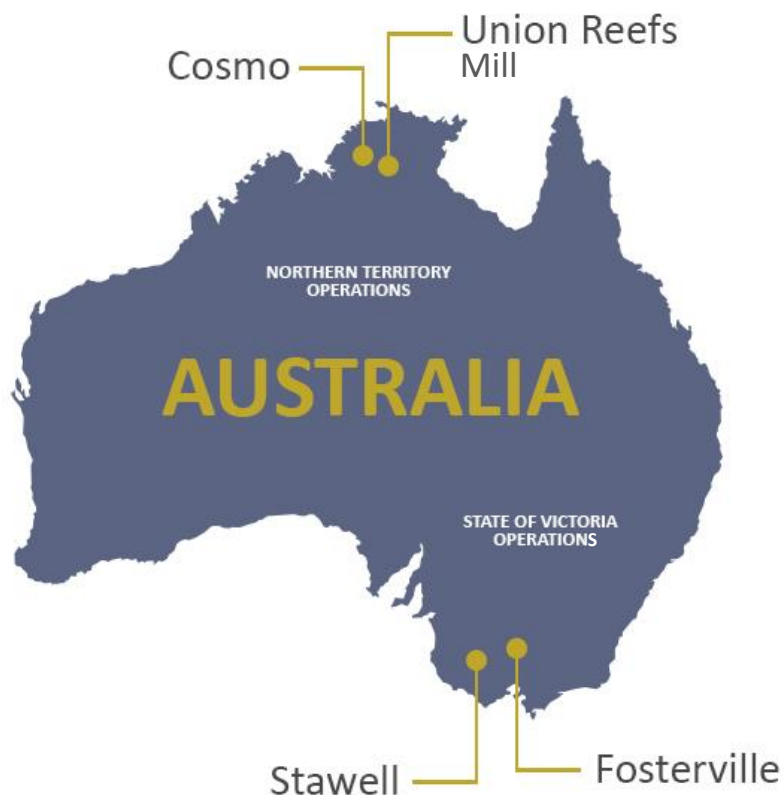 Union Reefs
Mill
Cosmo
NORTHERN TERRITORY
OPERATIONS
AUSTRALIA
STATE OF VICTORIA
OPERATIONS
Fosterville
Stawell